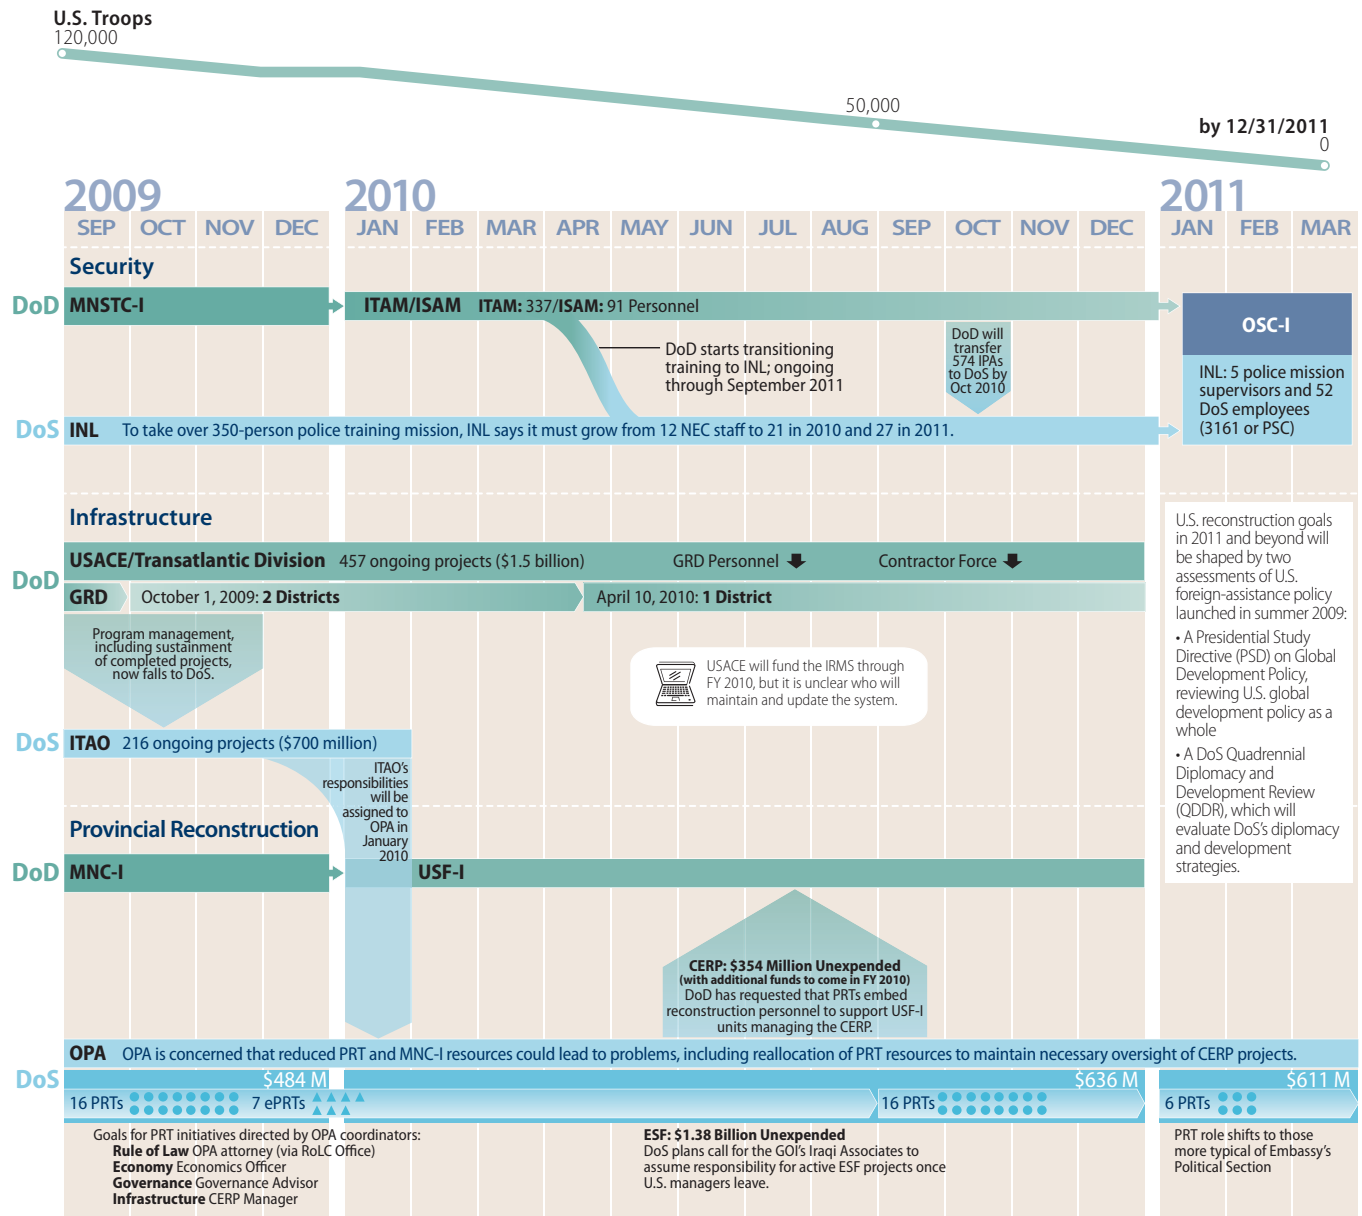 U.S. Troops
120,000
50,000
by 12/31/2011
0
2009 2010 2011
SEP OCT NOV DEC JAN FEB MAR APR MAY JUN JUL AUG SEP OCT NOV DEC JAN FEB MAR
Security
DoD MNSTC-I ITAM/ISAM ITAM: 337/ISAM: 91 Personnel
DoD starts transitioning
training to INL; ongoing
through September 2011
DoD will
transfer
574 IPAs
to DoS by
Oct 2010
OSC-I
INL: 5 police mission
supervisors and 52
DoS employees
(3161 or PSC)
DoS INL To take over 350-person police training mission, INL says it must grow from 12 NEC staff to 21 in 2010 and 27 in 2011.
Infrastructure
DoD
USACE/Transatlantic Division 457 ongoing projects ($1.5 billion) GRD Personnel Contractor Force
GRD October 1, 2009: 2 Districts April 10, 2010: 1 District
Program management,
including sustainment
of completed projects,
now falls to DoS.
USACE will fund the IRMS through
FY 2010, but it is unclear who will
maintain and update the system.
DoS ITAO 216 ongoing projects ($700 million)
ITAO's
responsibilities
will be
assigned to
OPA in
January
2010
U.S. reconstruction goals
in 2011 and beyond will
be shaped by two
assessments of U.S.
foreign-assistance policy
launched in summer 2009:
• A Presidential Study
Directive (PSD) on Global
Development Policy,
reviewing U.S. global
development policy as a
whole
• A DoS Quadrennial
Diplomacy and
Development Review
(QDDR), which will
evaluate DoS's diplomacy
and development
strategies.
Provincial Reconstruction
DoD MNC-I USF-I
CERP: $354 Million Unexpended
(with additional funds to come in FY 2010)
DoD has requested that PRTs embed
reconstruction personnel to support USF-I
units managing the CERP.
OPA OPA is concerned that reduced PRT and MNC-I resources could lead to problems, including reallocation of PRT resources to maintain necessary oversight of CERP projects.
DoS $484 M $636 M $611 M
16 PRTs 7 ePRTs 16 PRTs 6 PRTs
Goals for PRT initiatives directed by OPA coordinators:
Rule of Law OPA attorney (via RoLC Office)
Economy Economics Officer
Governance Governance Advisor
Infrastructure CERP Manager
ESF: $1.38 Billion Unexpended
DoS plans call for the GOI's Iraqi Associates to
assume responsibility for active ESF projects once
U.S. managers leave.
PRT role shifts to those
more typical of Embassy's
Political Section